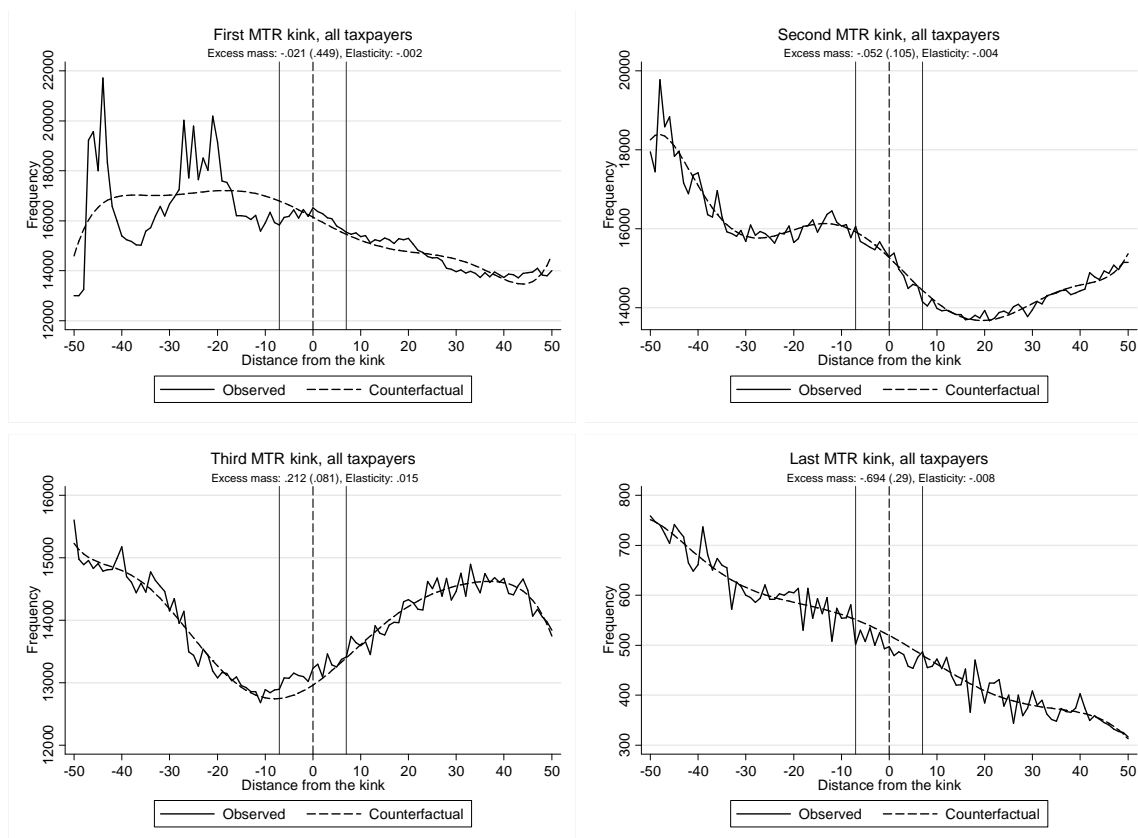 First MTR kink, all taxpayers
Excess mass: -.021 (.449), Elasticity: -.002
Frequency
12000 14000 16000 18000 20000 22000
-50 -40 -30 -20 -10 0 10 20 30 40 50
Distance from the kink
Observed Counterfactual
Second MTR kink, all taxpayers
Excess mass: -.052 (.105), Elasticity: -.004
Frequency
14000 16000 18000 20000
-50 -40 -30 -20 -10 0 10 20 30 40 50
Distance from the kink
Observed Counterfactual
Third MTR kink, all taxpayers
Excess mass: .212 (.081), Elasticity: .015
Frequency
12000 13000 14000 15000 16000
-50 -40 -30 -20 -10 0 10 20 30 40 50
Distance from the kink
Observed Counterfactual
Last MTR kink, all taxpayers
Excess mass: -.694 (.29), Elasticity: -.008
Frequency
300 400 500 600 700 800
-50 -40 -30 -20 -10 0 10 20 30 40 50
Distance from the kink
Observed Counterfactual